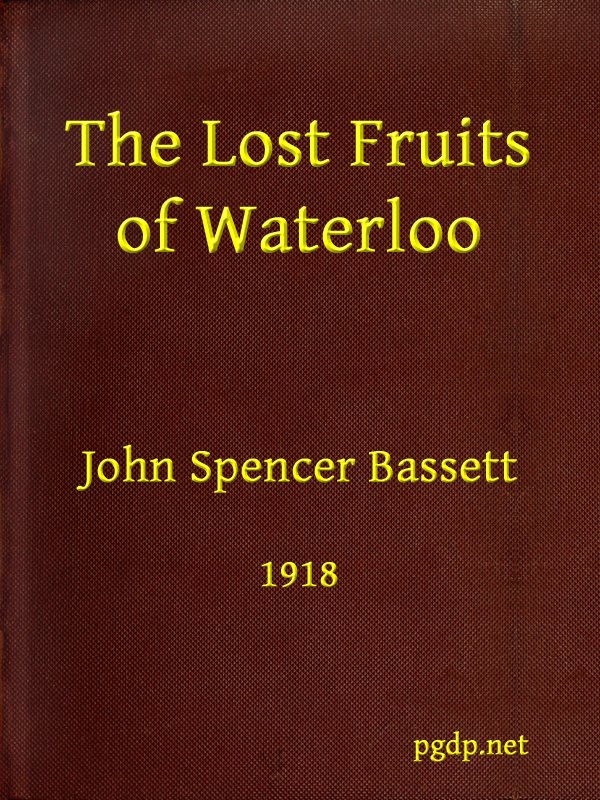 The Lost Fruits
of Waterloo
John Spencer Bassett
1918
pgdp.net